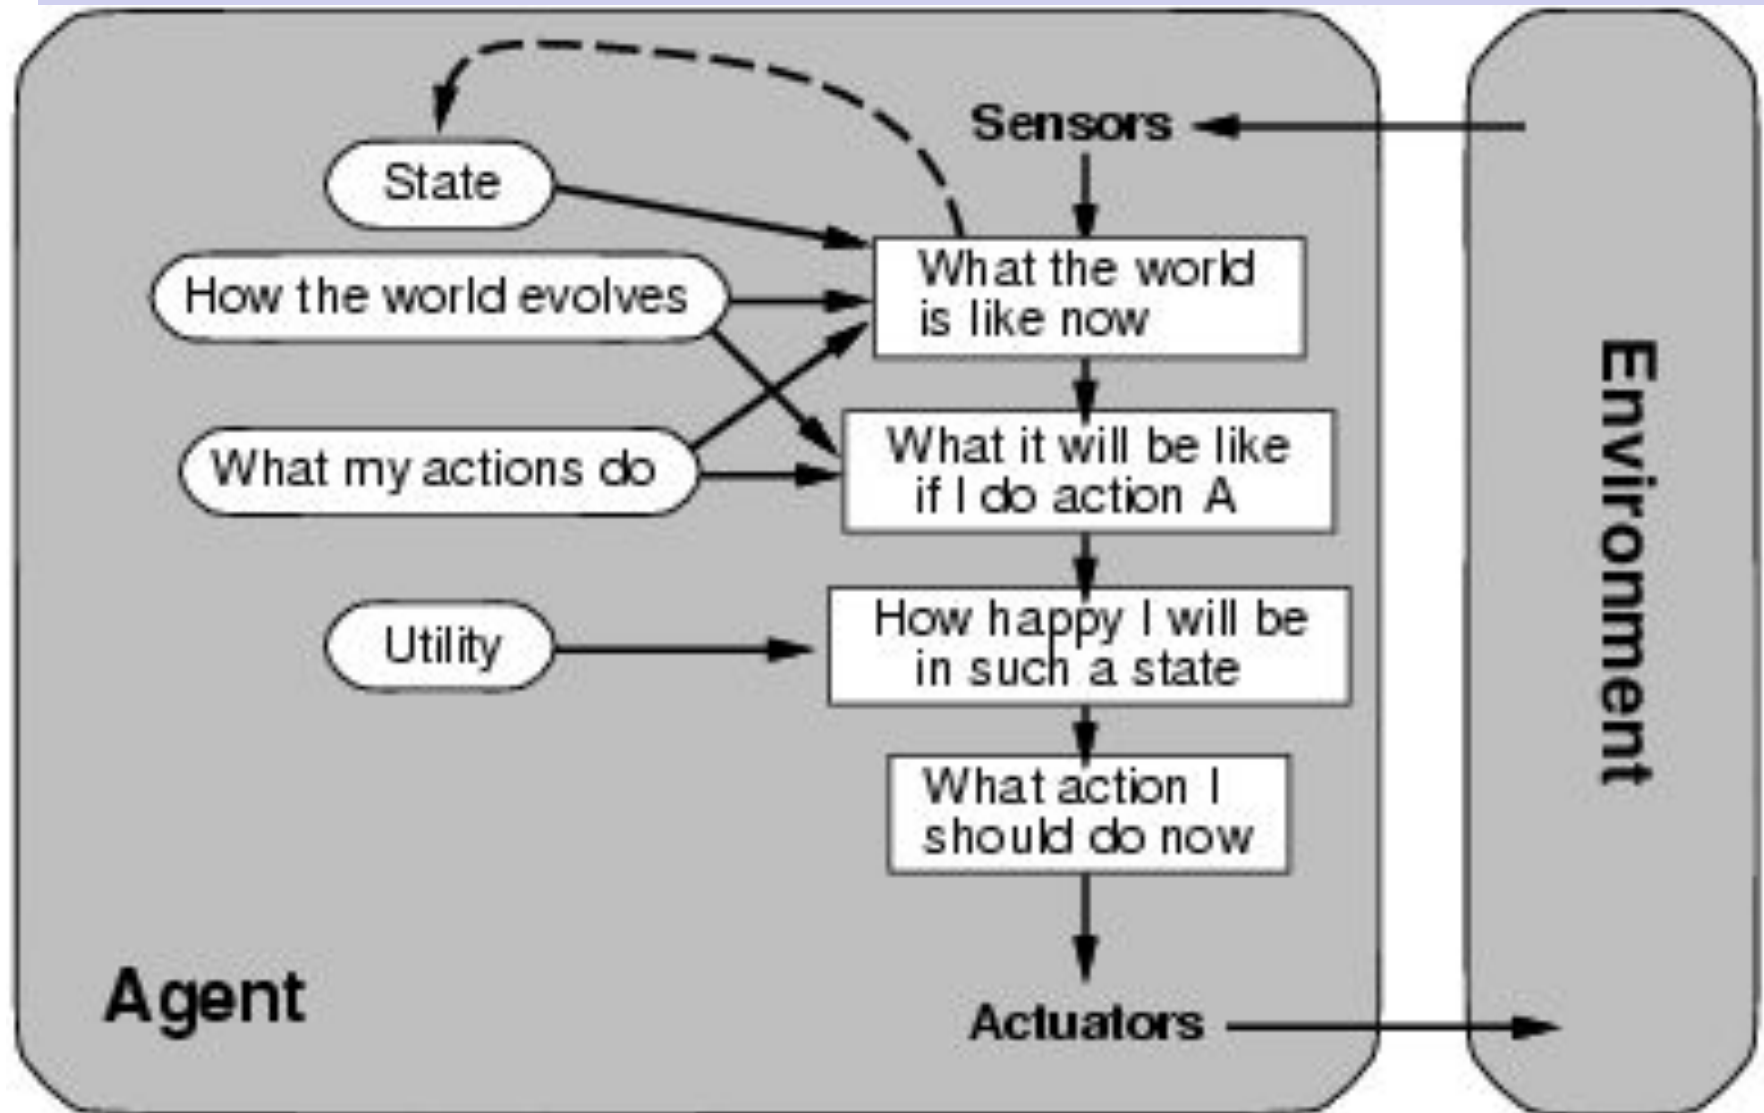 Sensors
State
What the world
is like now
How the world evolves
What it will be like
if I do action A
What my actions do
How happy I will be
in such a state
Utility
What action I
should do now
Agent
Actuators
Environment